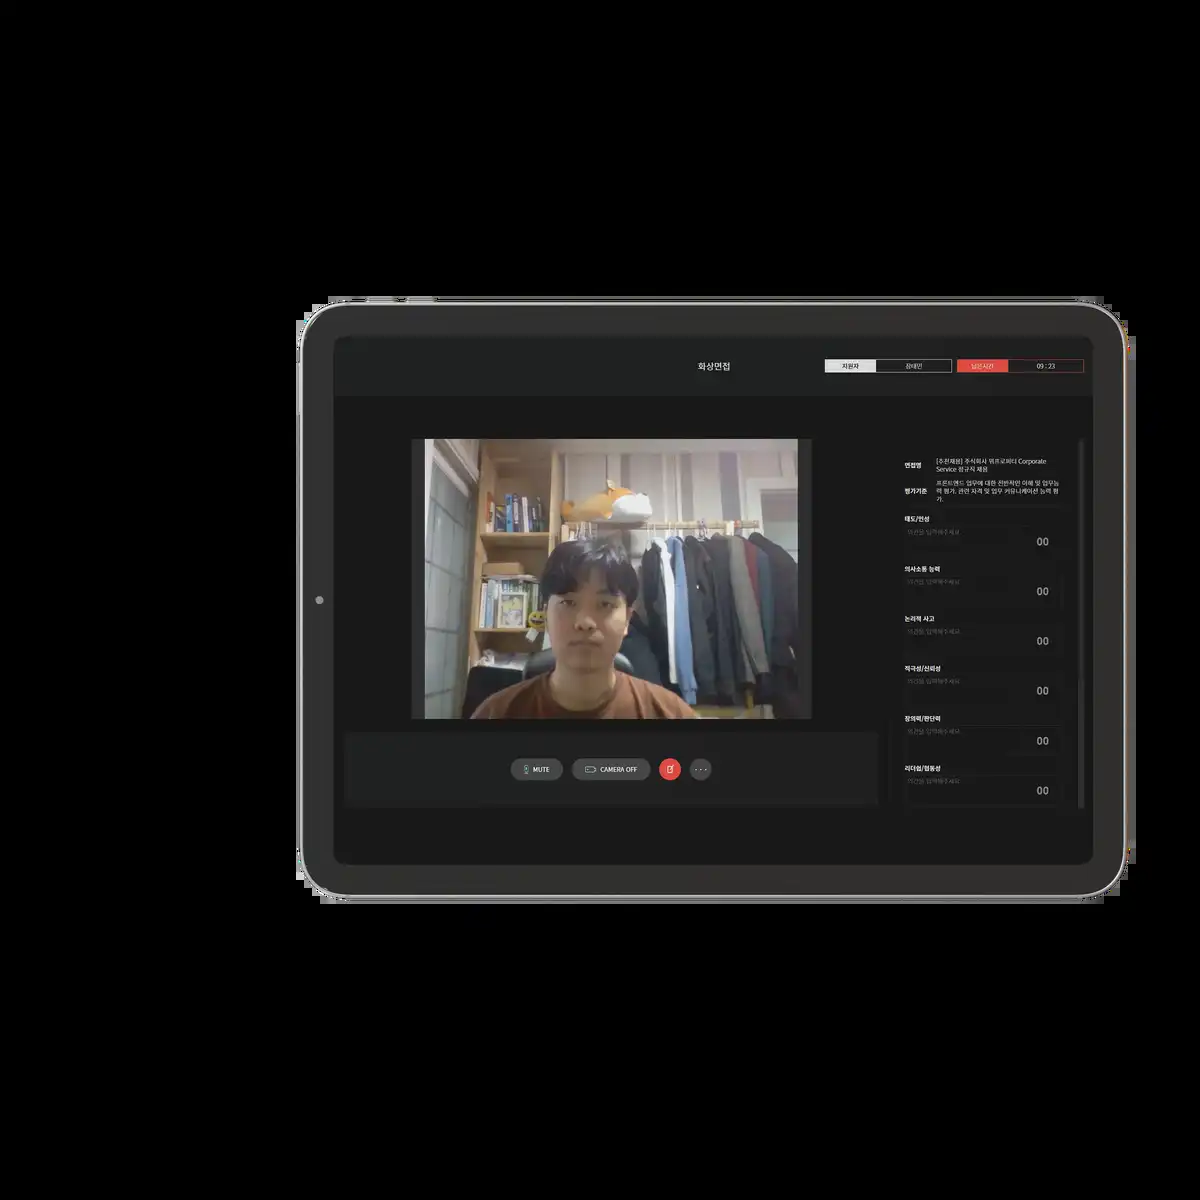 화상면접
지원자
장태민
남은시간
09 : 23
면접명
[추천채용] 주식회사 위프로퍼티 Corporate
Service 정규직 채용
평가기준
프론트엔드 업무에 대한 전반적인 이해 및 업무능
력 평가, 관련 자격 및 업무 커뮤니케이션 능력 평
가.
태도/인성
의견을 입력해주세요
00
의사소통 능력
의견을 입력해주세요
00
논리적 사고
의견을 입력해주세요
00
적극성/신뢰성
의견을 입력해주세요
00
창의력/판단력
의견을 입력해주세요
00
리더쉽/협동성
의견을 입력해주세요
00
MUTE
CAMERA OFF